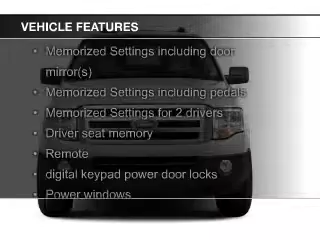 VEHICLE FEATURES
• Memorized Settings including door
mirror(s)
• Memorized Settings including pedals
• Memorized Settings for 2 drivers
• Driver seat memory
• Remote
• digital keypad power door locks
• Power windows